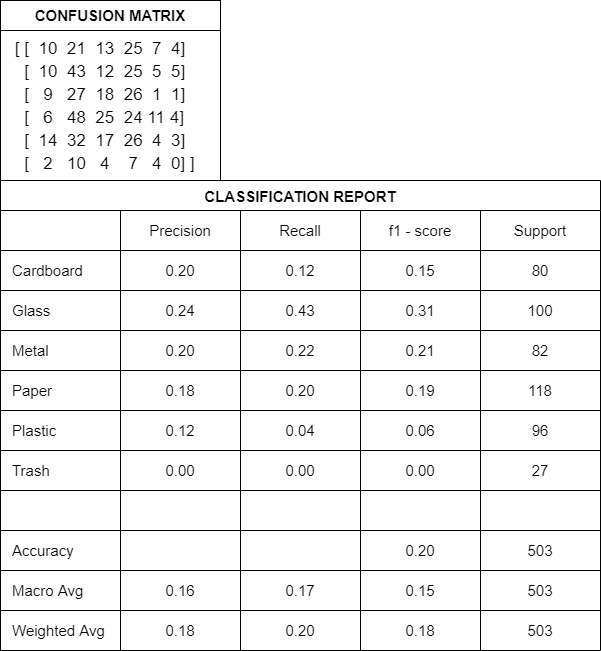 CONFUSION MATRIX
[ [ 10 21 13 25 7 4]
[ 10 43 12 25 5 5]
[ 9 27 18 26 1 1]
[ 6 48 25 24 11 4]
[ 14 32 17 26 4 3]
[ 2 10 4 7 4 0] ]
CLASSIFICATION REPORT
Precision Recall f1 - score Support
Cardboard 0.20 0.12 0.15 80
Glass 0.24 0.43 0.31 100
Metal 0.20 0.22 0.21 82
Paper 0.18 0.20 0.19 118
Plastic 0.12 0.04 0.06 96
Trash 0.00 0.00 0.00 27
Accuracy 0.20 503
Macro Avg 0.16 0.17 0.15 503
Weighted Avg 0.18 0.20 0.18 503